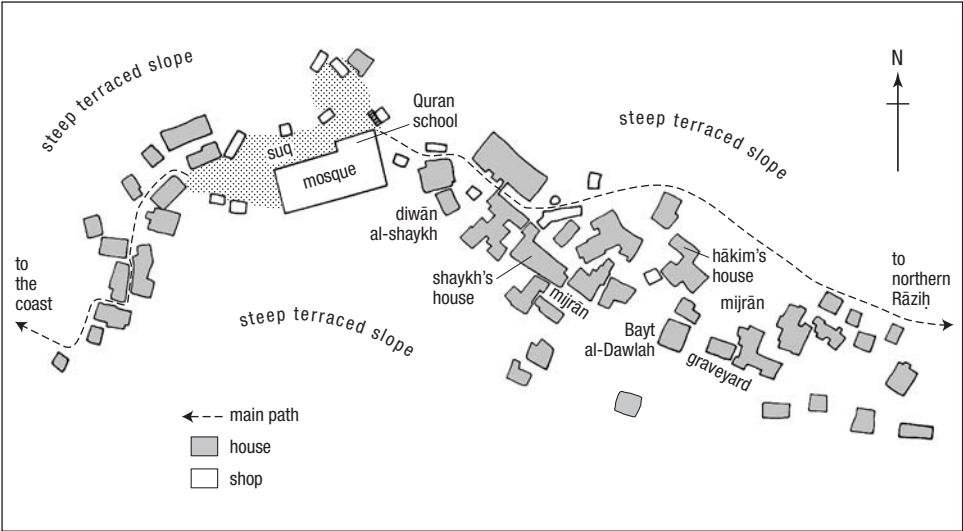 steep terraced slope
N
Quran
school
steep terraced slope
suq
mosque
diwān
al-shaykh
to
the
coast
shaykh's
house
hākim's
house
to
northern
Rāziḥ
mijrān
mijrān
steep terraced slope
Bayt
al-Dawlah
graveyard
main path
house
shop